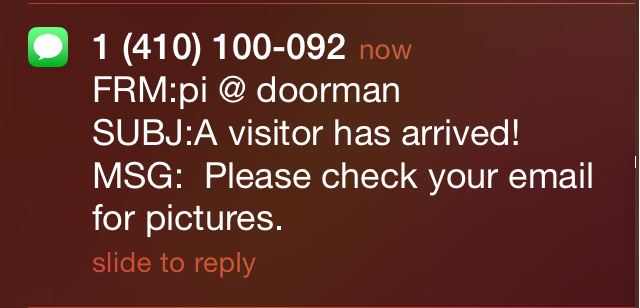 1 (410) 100-092 now
FRM:pi @ doorman
SUBJ:A visitor has arrived!
MSG:  Please check your email
for pictures.
slide to reply